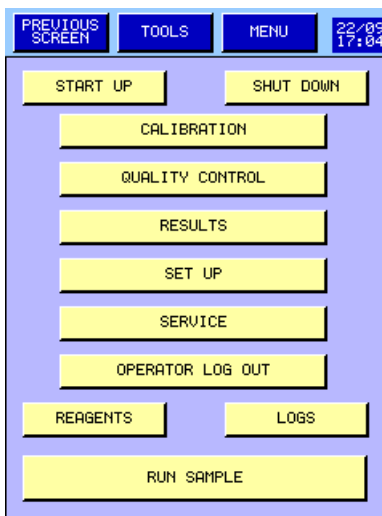 PREVIOUS
SCREEN
TOOLS
MENU
22/09
17:04
START UP
SHUT DOWN
CALIBRATION
QUALITY CONTROL
RESULTS
SET UP
SERVICE
OPERATOR LOG OUT
REAGENTS
LOGS
RUN SAMPLE